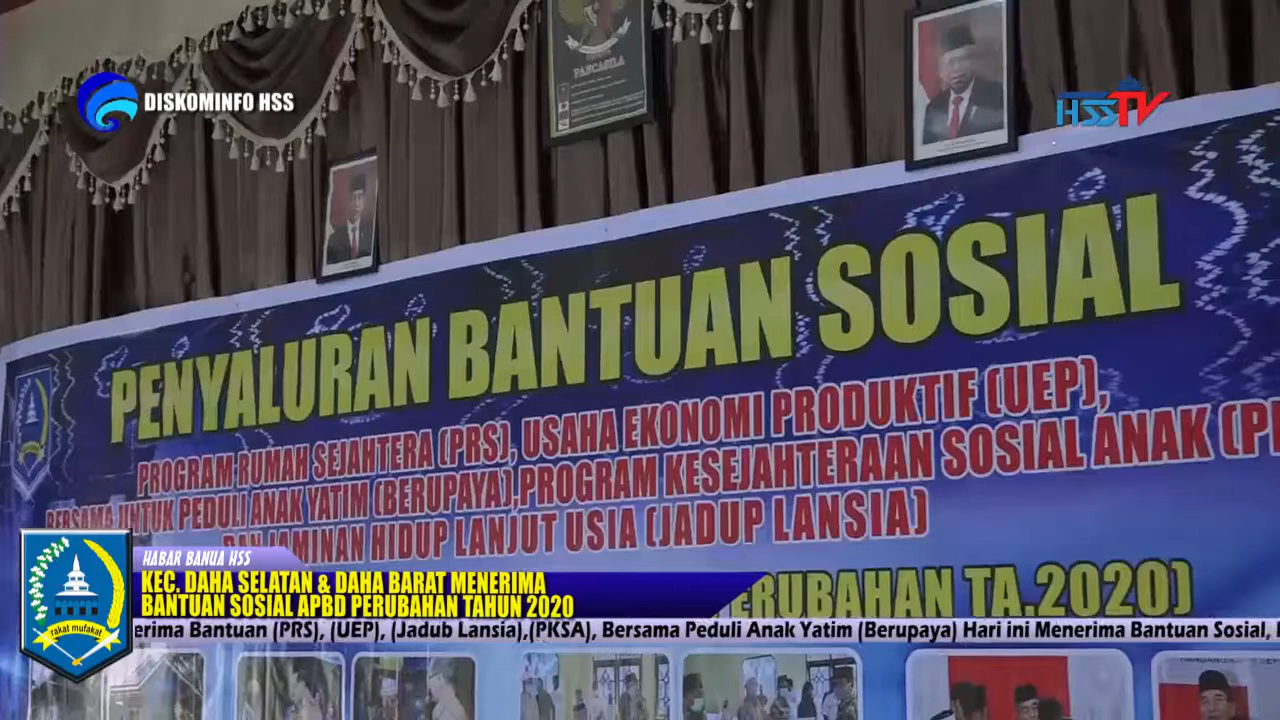 PANCASILA
DISKOMINFO HSS
HSSTV
PENYALURAN BANTUAN SOSIAL
PROGRAM RUMAH SEJAHTERA (PRS), USAHA EKONOMI PRODUKTIF (UEP),
BERSAMA UNTUK PEDULI ANAK YATIM (BERUPAYA),PROGRAM KESEJAHTERAAN SOSIAL ANAK
JAMINAN HIDUP LANJUT USIA (JADUP LANSIA)
PERUBAHAN TA.2020)
HABAR BANUA HSS
KEC. DAHA SELATAN & DAHA BARAT MENERIMA
BANTUAN SOSIAL APBD PERUBAHAN TAHUN 2020
rakat mufakat
erima Bantuan (PRS), (UEP), (Jadub Lansia),(PKSA), Bersama Peduli Anak Yatim (Berupaya) Hari ini Menerima Bantuan Sosial,